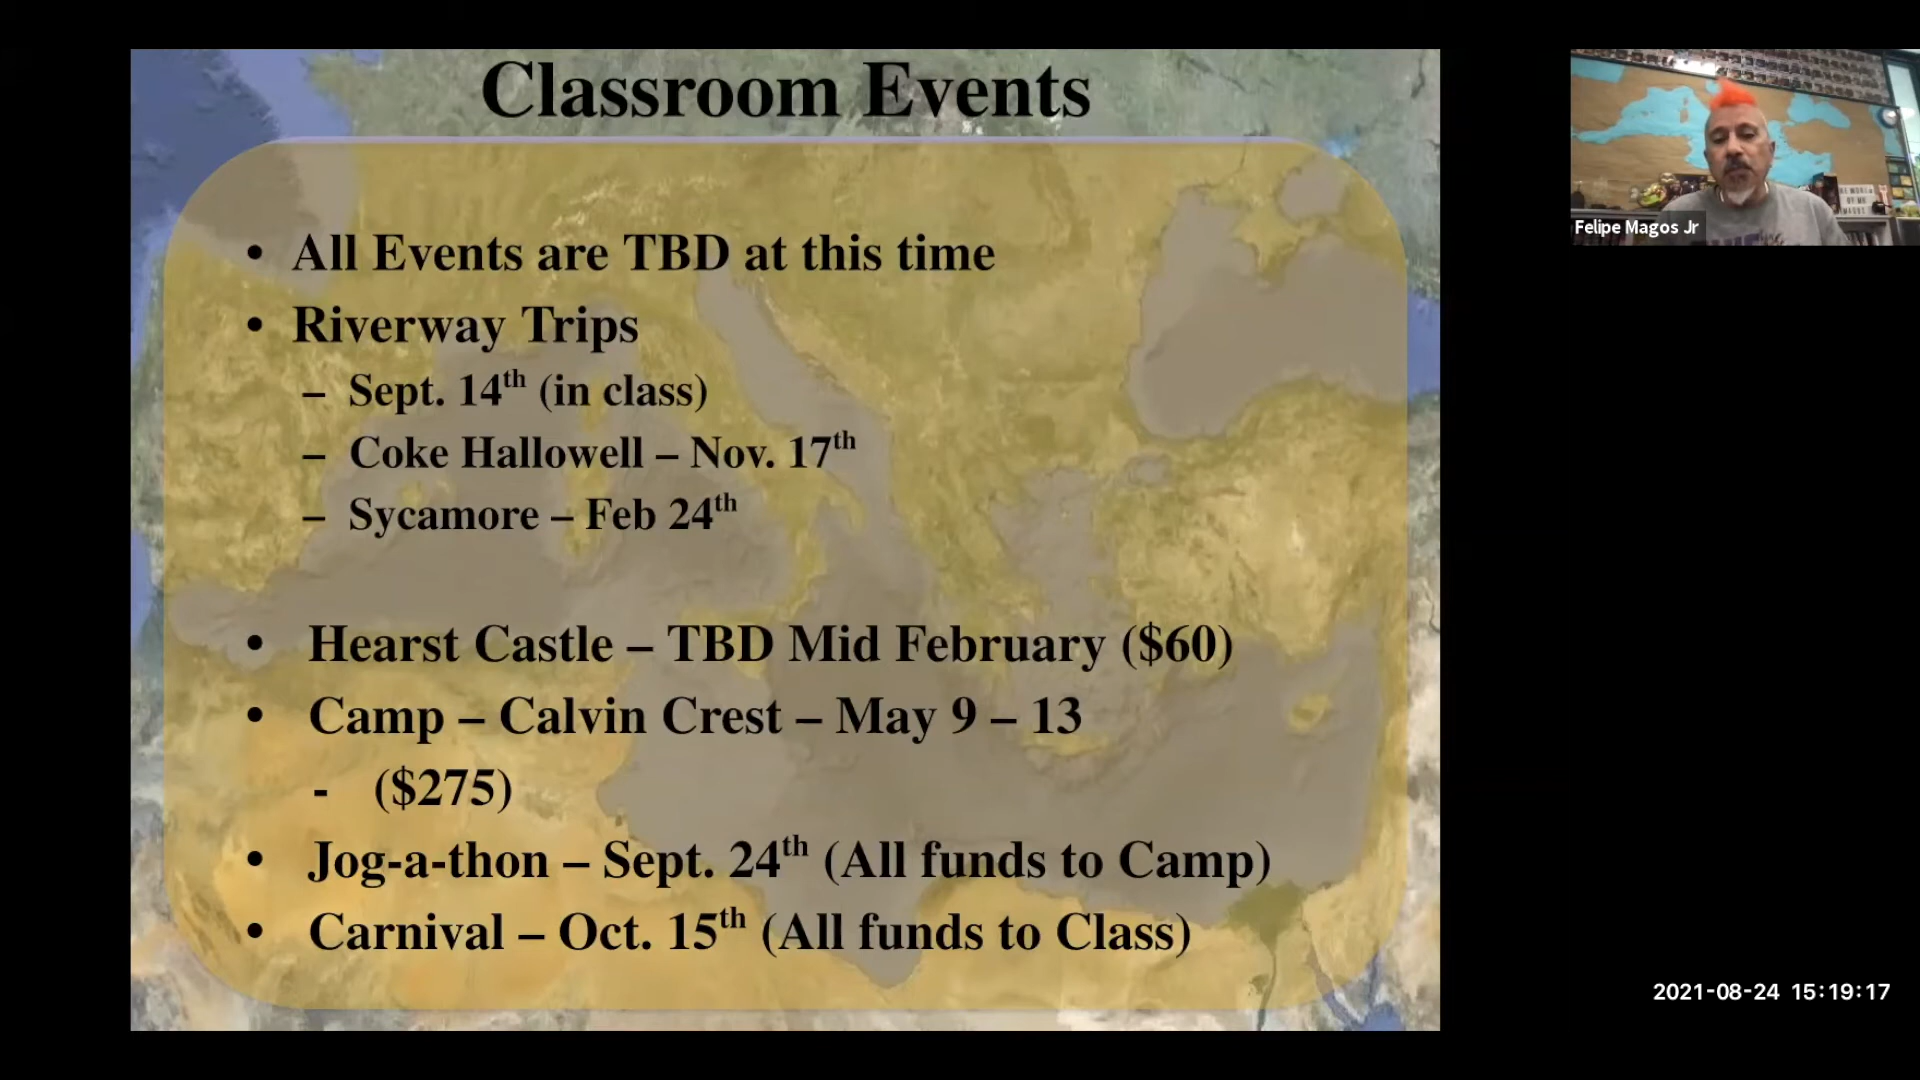 Classroom Events
• All Events are TBD at this time
• Riverway Trips
– Sept. 14th (in class)
– Coke Hallowell – Nov. 17th
– Sycamore – Feb 24th
• Hearst Castle – TBD Mid February ($60)
• Camp – Calvin Crest – May 9 – 13
- ($275)
• Jog-a-thon – Sept. 24th (All funds to Camp)
• Carnival – Oct. 15th (All funds to Class)
Felipe Magos Jr
2021-08-24 15:19:17